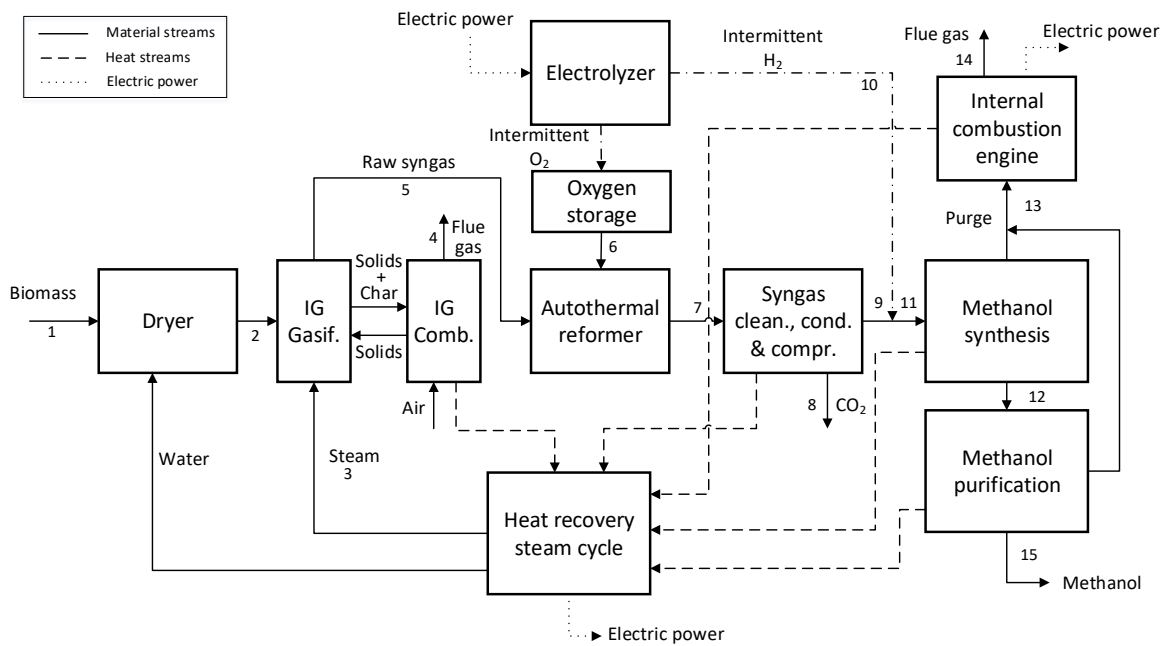 Material streams
Heat streams
Electric power
Electric power
Electrolyzer
Intermittent
H₂
10
Flue gas
14
Electric power
Internal
combustion
engine
Intermittent
O₂
Oxygen
storage
Raw syngas
5
4
Flue
gas
6
13
Purge
Solids
+
Char
Solids
Biomass
1
Dryer
2
IG
Gasif.
IG
Comb.
Autothermal
reformer
7
Syngas
clean., cond.
& compr.
9
11
Methanol
synthesis
Air
8
CO₂
12
Water
Steam
3
Heat recovery
steam cycle
Methanol
purification
15
Methanol
Electric power